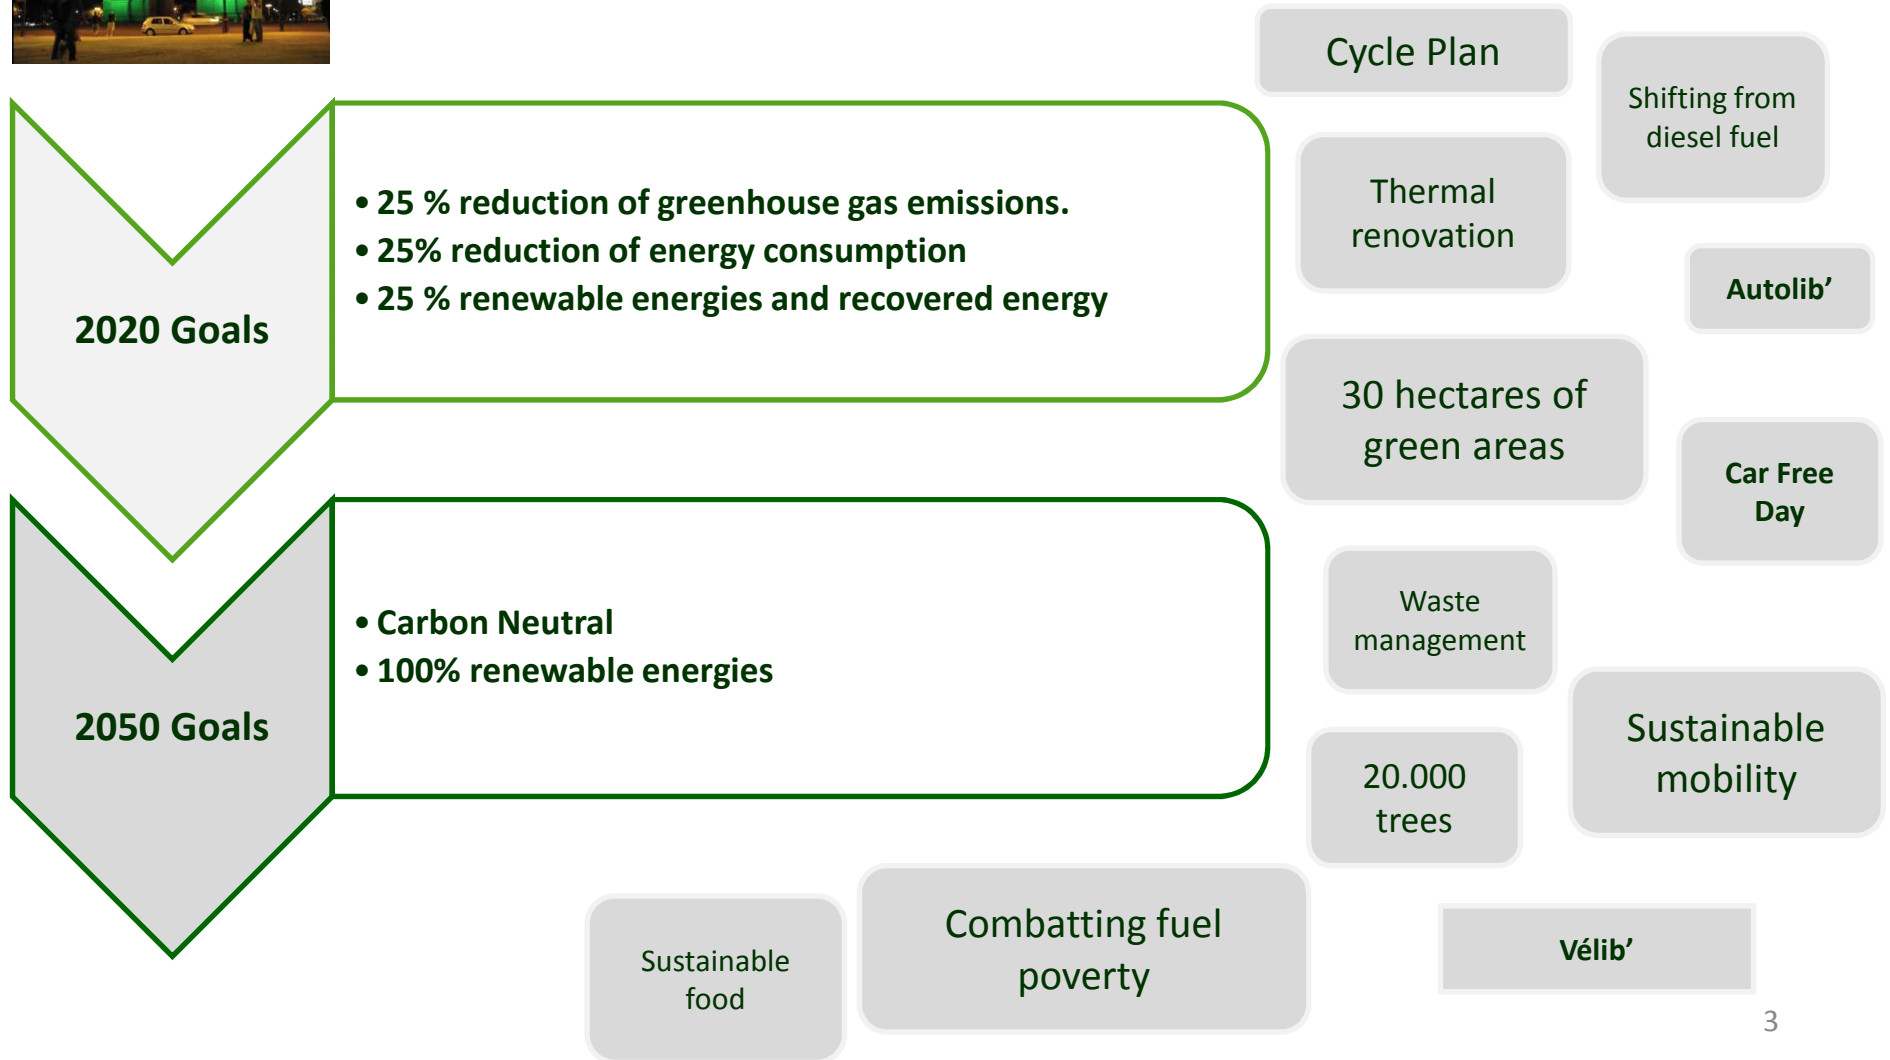 2020 Goals
• 25 % reduction of greenhouse gas emissions.
• 25% reduction of energy consumption
• 25 % renewable energies and recovered energy
2050 Goals
• Carbon Neutral
• 100% renewable energies
Cycle Plan
Shifting from
diesel fuel
Thermal
renovation
Autolib’
30 hectares of
green areas
Car Free
Day
Waste
management
Sustainable
mobility
20.000
trees
Combatting fuel
poverty
Sustainable
food
Vélib’
3